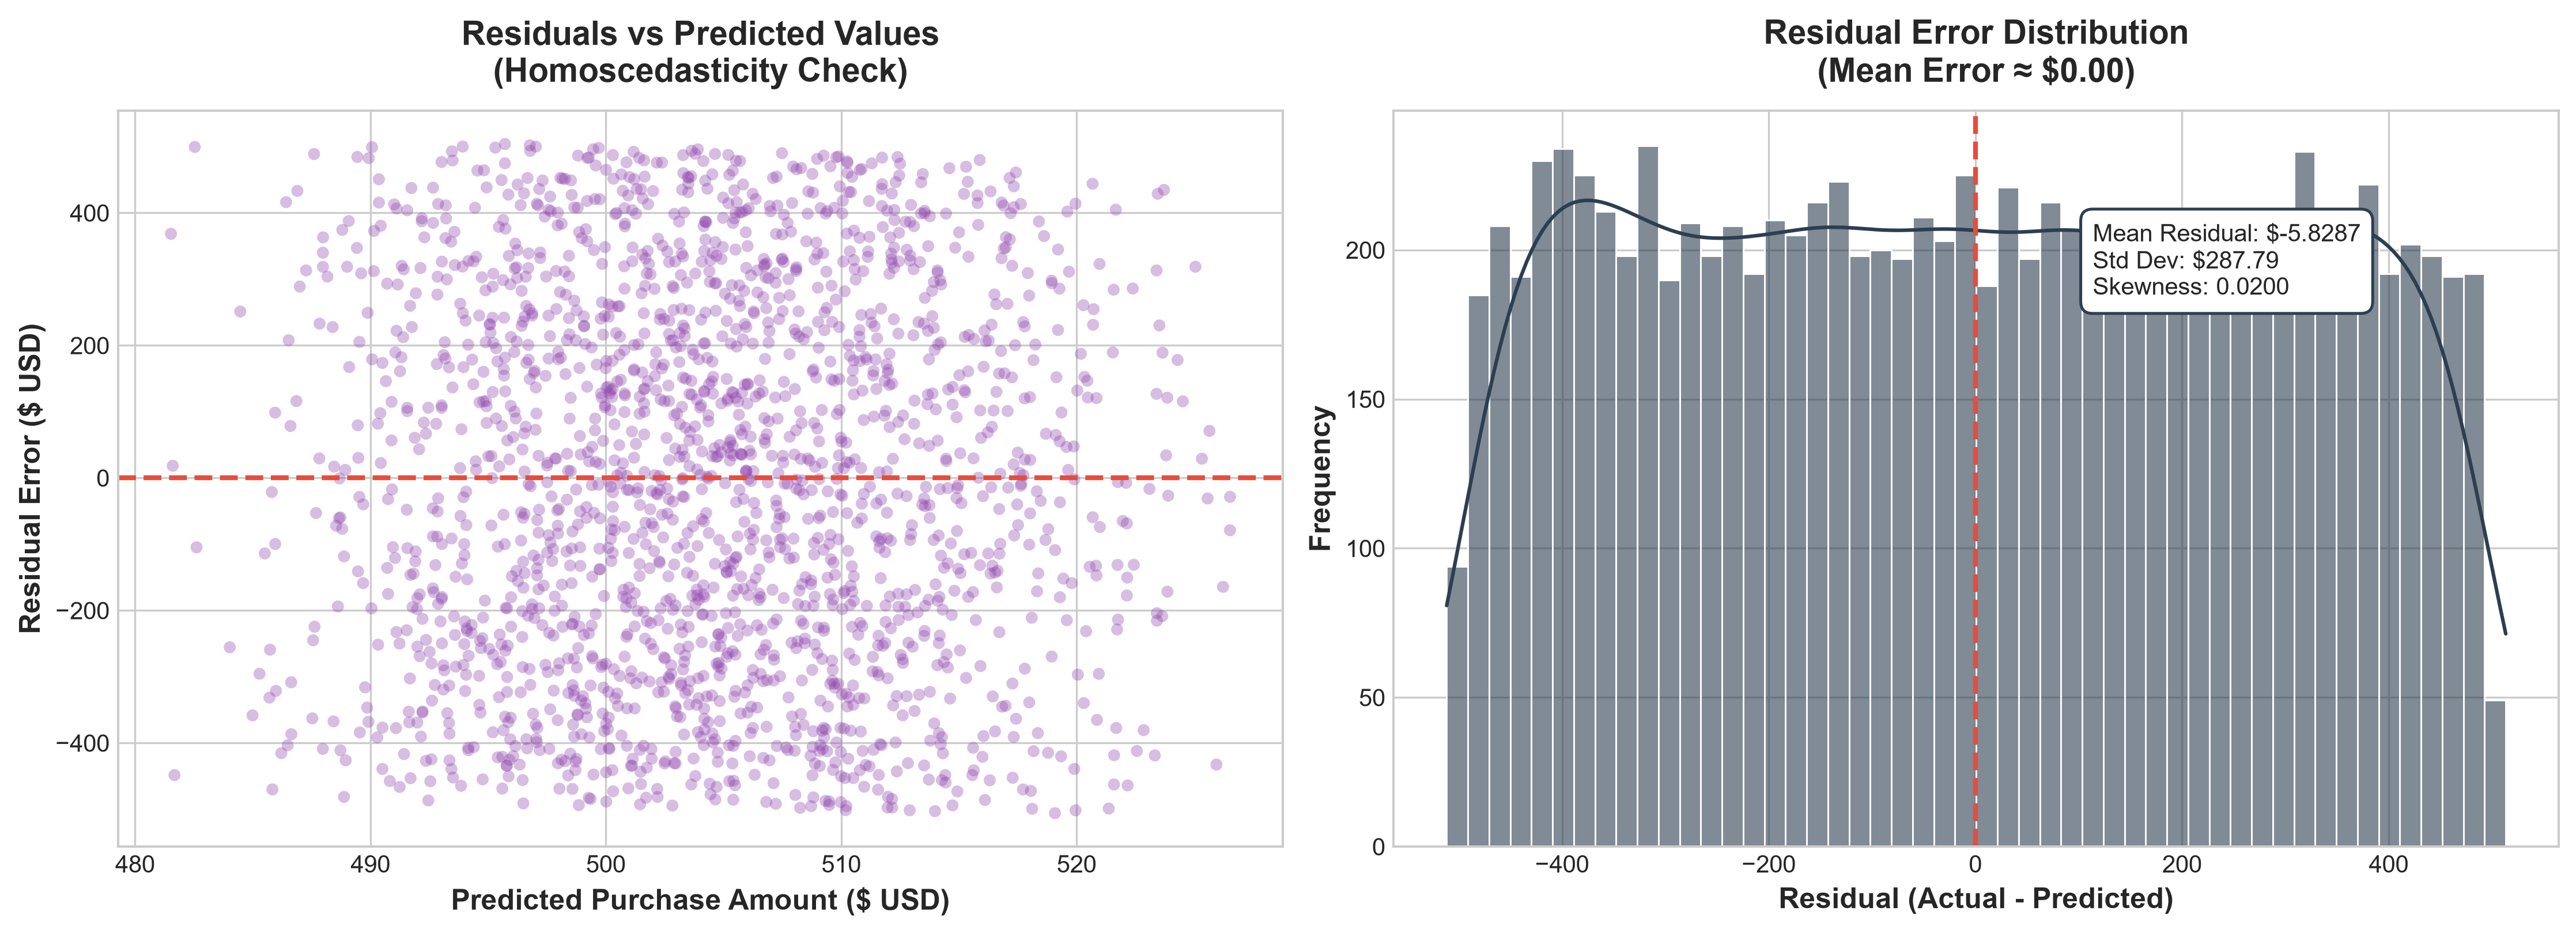 Residuals vs Predicted Values
(Homoscedasticity Check)
Residual Error ($ USD)
400
200
0
−200
−400
480
490
500
510
520
Predicted Purchase Amount ($ USD)
Residual Error Distribution
(Mean Error ≈ $0.00)
Frequency
200
150
100
50
0
Mean Residual: $-5.8287
Std Dev: $287.79
Skewness: 0.0200
−400
−200
0
200
400
Residual (Actual - Predicted)